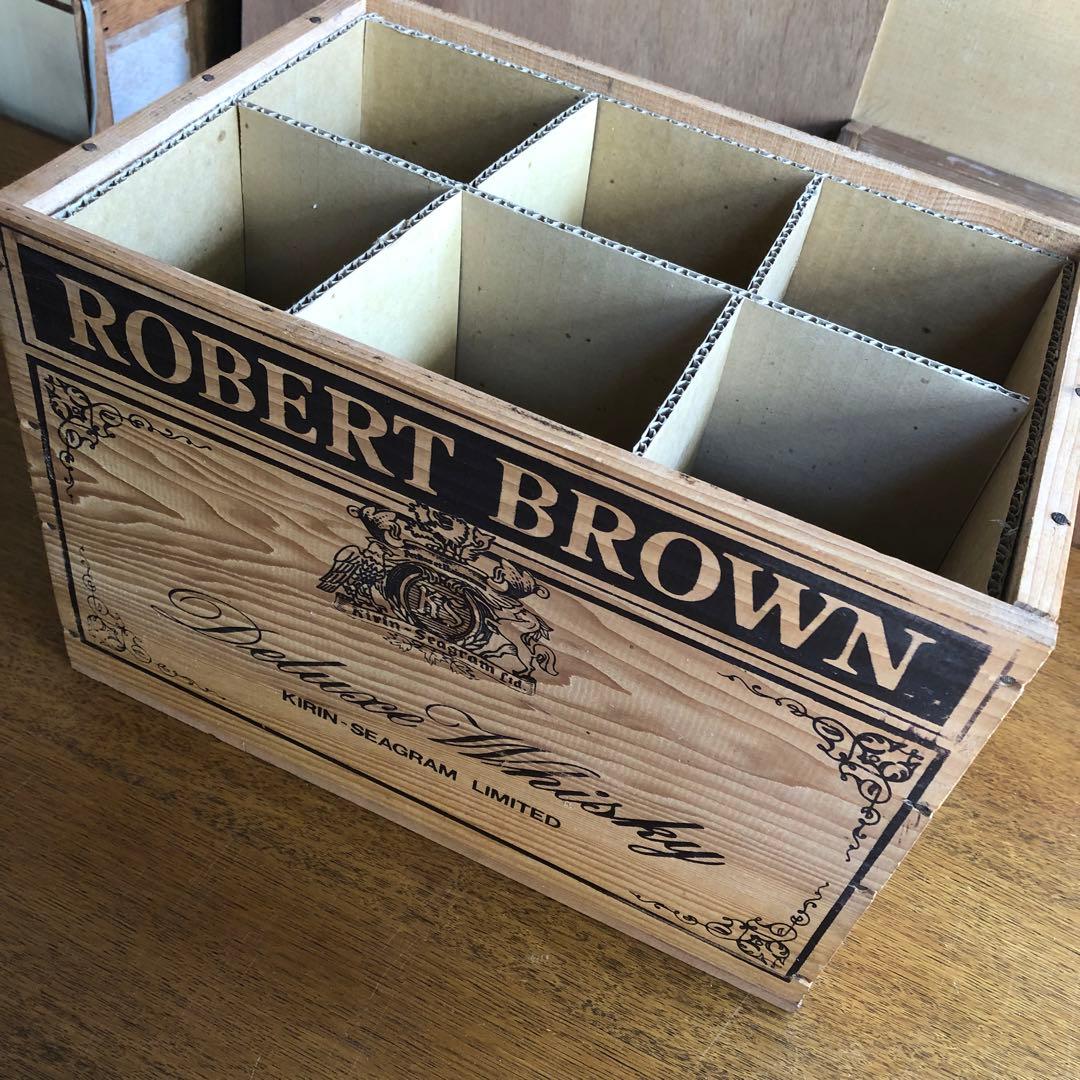 ROBERT BROWN
Kirin-Seagram Ltd.
Deluxe Whisky
KIRIN-SEAGRAM LIMITED